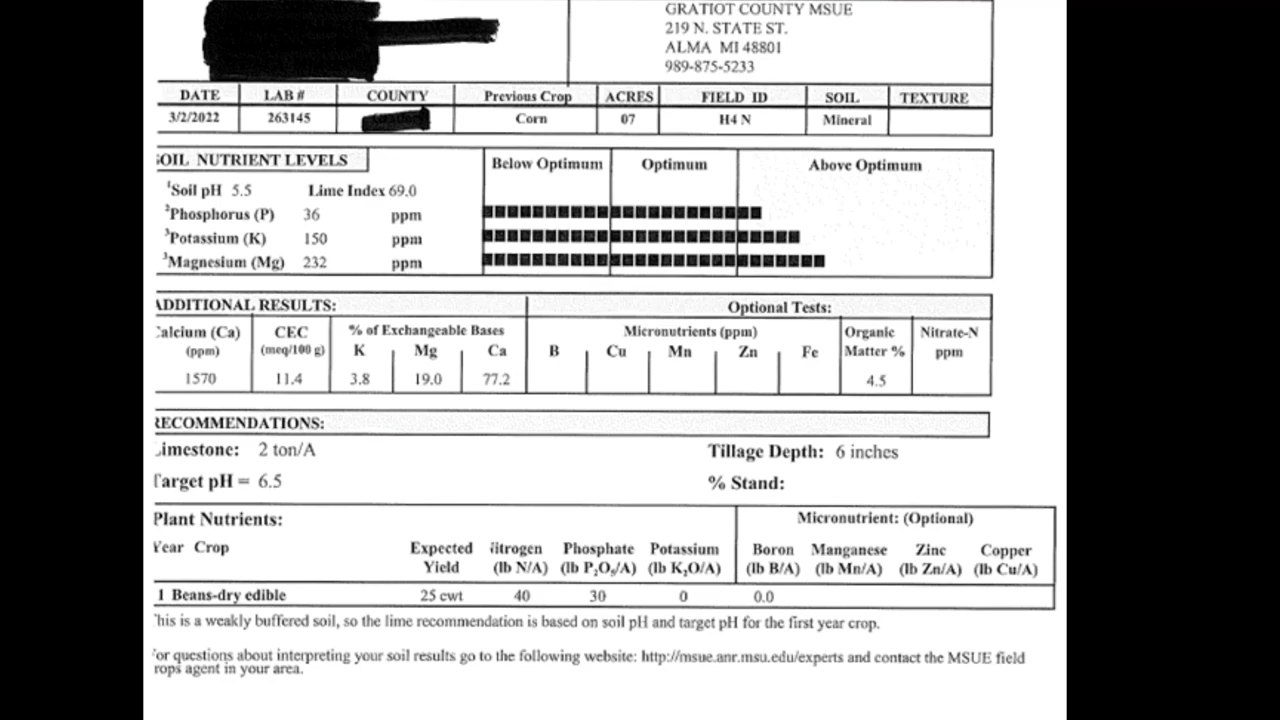 GRATIOT COUNTY MSUE
219 N. STATE ST.
ALMA MI 48801
989-875-5233
DATE LAB # COUNTY Previous Crop ACRES FIELD ID SOIL TEXTURE
3/2/2022 263145 Corn 07 H4 N Mineral
OIL NUTRIENT LEVELS Below Optimum Optimum Above Optimum
1Soil pH 5.5 Lime Index 69.0
2Phosphorus (P) 36 ppm
3Potassium (K) 150 ppm
3Magnesium (Mg) 232 ppm
ADDITIONAL RESULTS: Optional Tests:
Calcium (Ca) CEC % of Exchangeable Bases Micronutrients (ppm) Organic Nitrate-N
(ppm) (meq/100 g) K Mg Ca B Cu Mn Zn Fe Matter % ppm
1570 11.4 3.8 19.0 77.2 4.5
RECOMMENDATIONS:
Limestone: 2 ton/A Tillage Depth: 6 inches
Target pH = 6.5 % Stand:
Plant Nutrients: Micronutrient: (Optional)
Year Crop Expected Nitrogen Phosphate Potassium Boron Manganese Zinc Copper
Yield (lb N/A) (lb P₂O₅/A) (lb K₂O/A) (lb B/A) (lb Mn/A) (lb Zn/A) (lb Cu/A)
1 Beans-dry edible 25 cwt 40 30 0 0.0
This is a weakly buffered soil, so the lime recommendation is based on soil pH and target pH for the first year crop.
For questions about interpreting your soil results go to the following website: http://msue.anr.msu.edu/experts and contact the MSUE field
rops agent in your area.